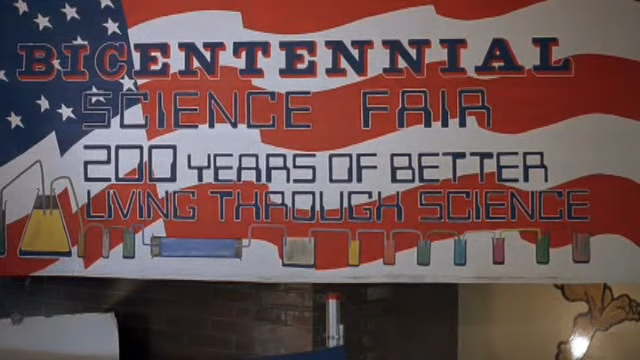 BICENTENNIAL
SCIENCE FAIR
200 YEARS OF BETTER
LIVING THROUGH SCIENCE